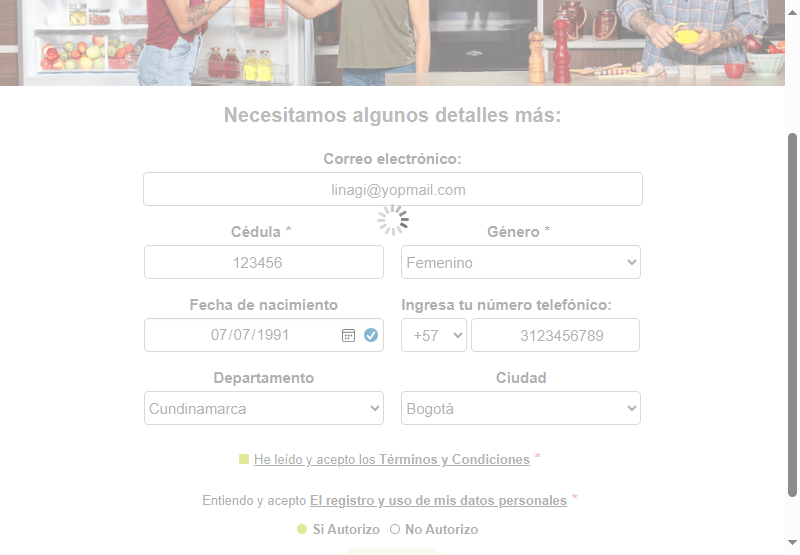 Necesitamos algunos detalles más:
Correo electrónico:
linagi@yopmail.com
Cédula * Género *
123456 Femenino
Fecha de nacimiento Ingresa tu número telefónico:
07/07/1991 +57 3123456789
Departamento Ciudad
Cundinamarca Bogotá
He leído y acepto los Términos y Condiciones *
Entiendo y acepto El registro y uso de mis datos personales *
Si Autorizo No Autorizo